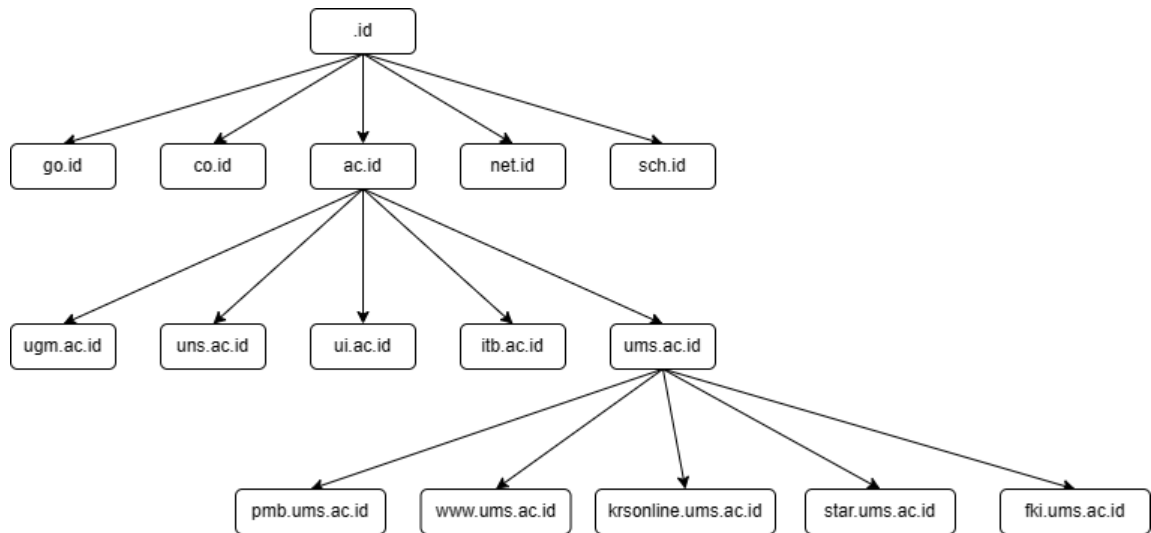 .id
go.id
co.id
ac.id
net.id
sch.id
ugm.ac.id
uns.ac.id
ui.ac.id
itb.ac.id
ums.ac.id
pmb.ums.ac.id
www.ums.ac.id
krsonline.ums.ac.id
star.ums.ac.id
fki.ums.ac.id